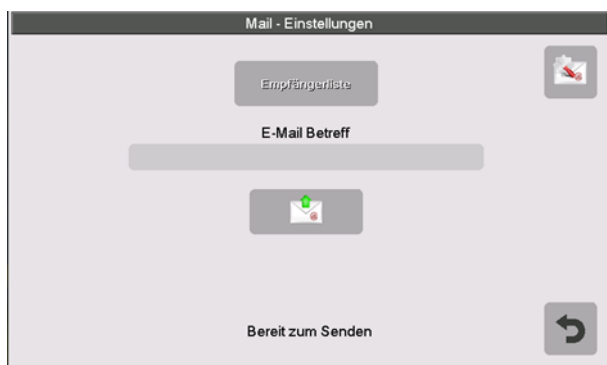 Mail - Einstellungen
Empfängerliste
E-Mail Betreff
Bereit zum Senden